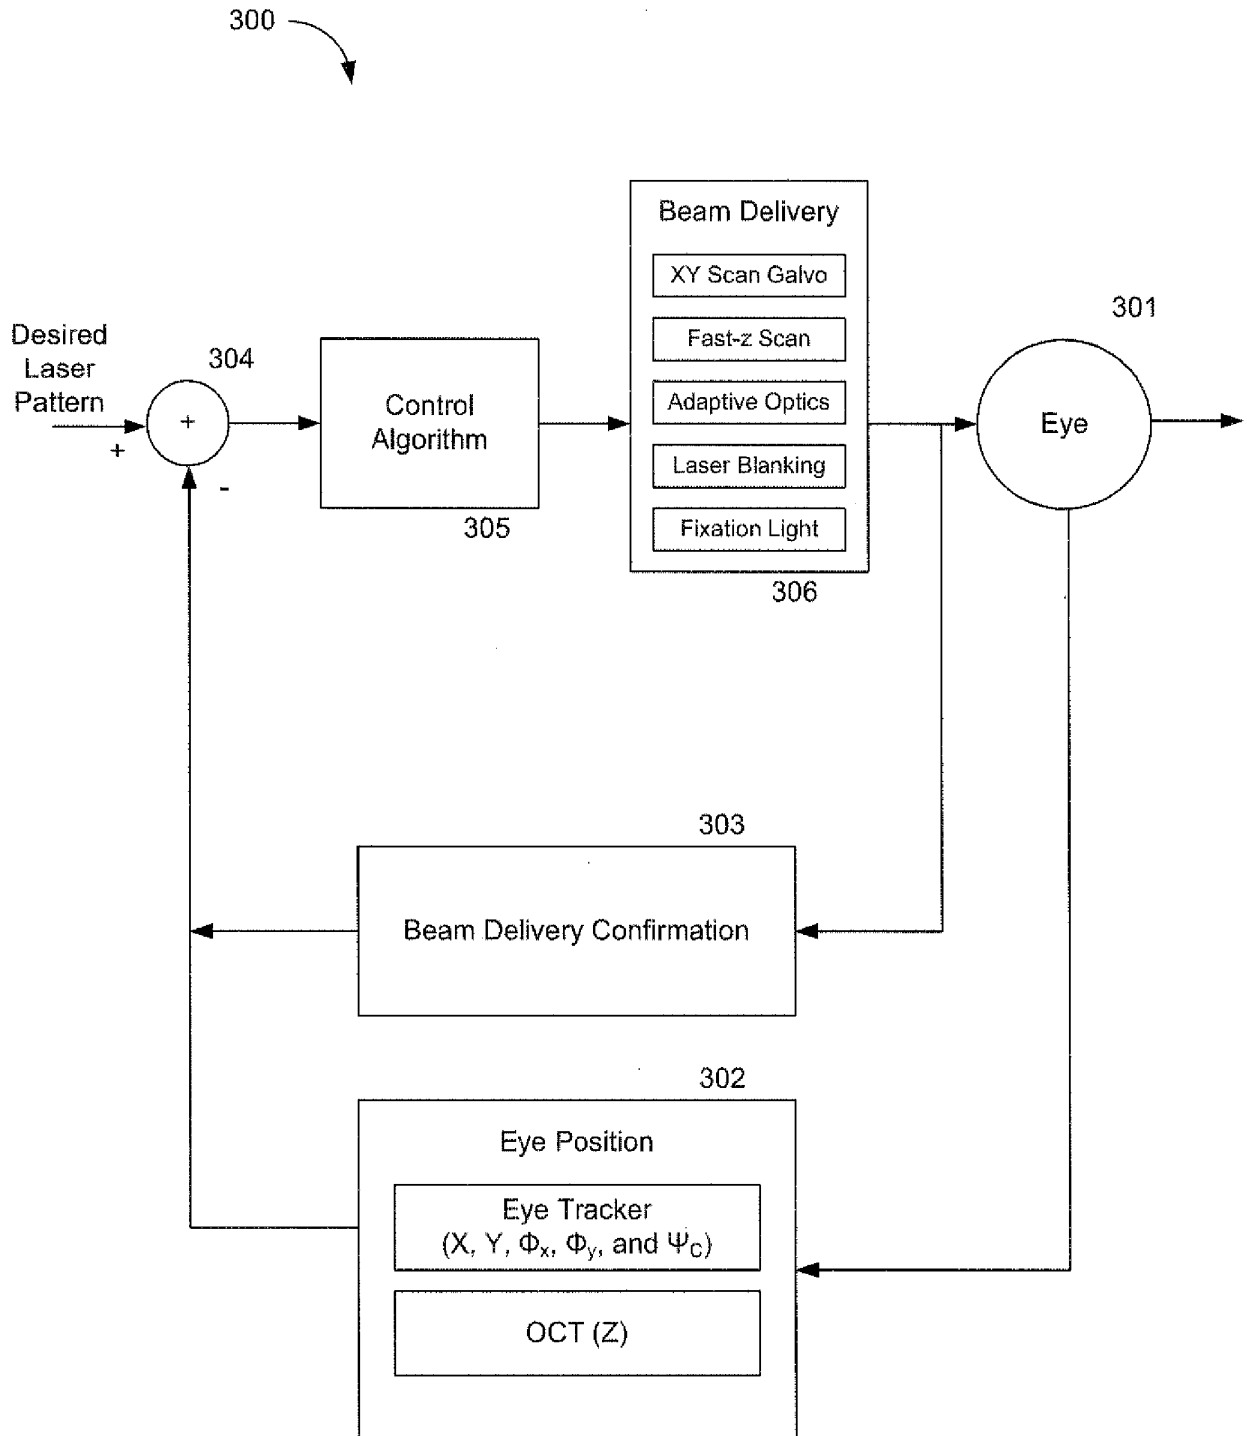 300
Beam Delivery
XY Scan Galvo
Fast-z Scan
Adaptive Optics
Laser Blanking
Fixation Light
306
301
Eye
Desired
Laser
Pattern
+
304
+
-
Control
Algorithm
305
303
Beam Delivery Confirmation
302
Eye Position
Eye Tracker
(X, Y, Φx, Φy, and ΨC)
OCT (Z)